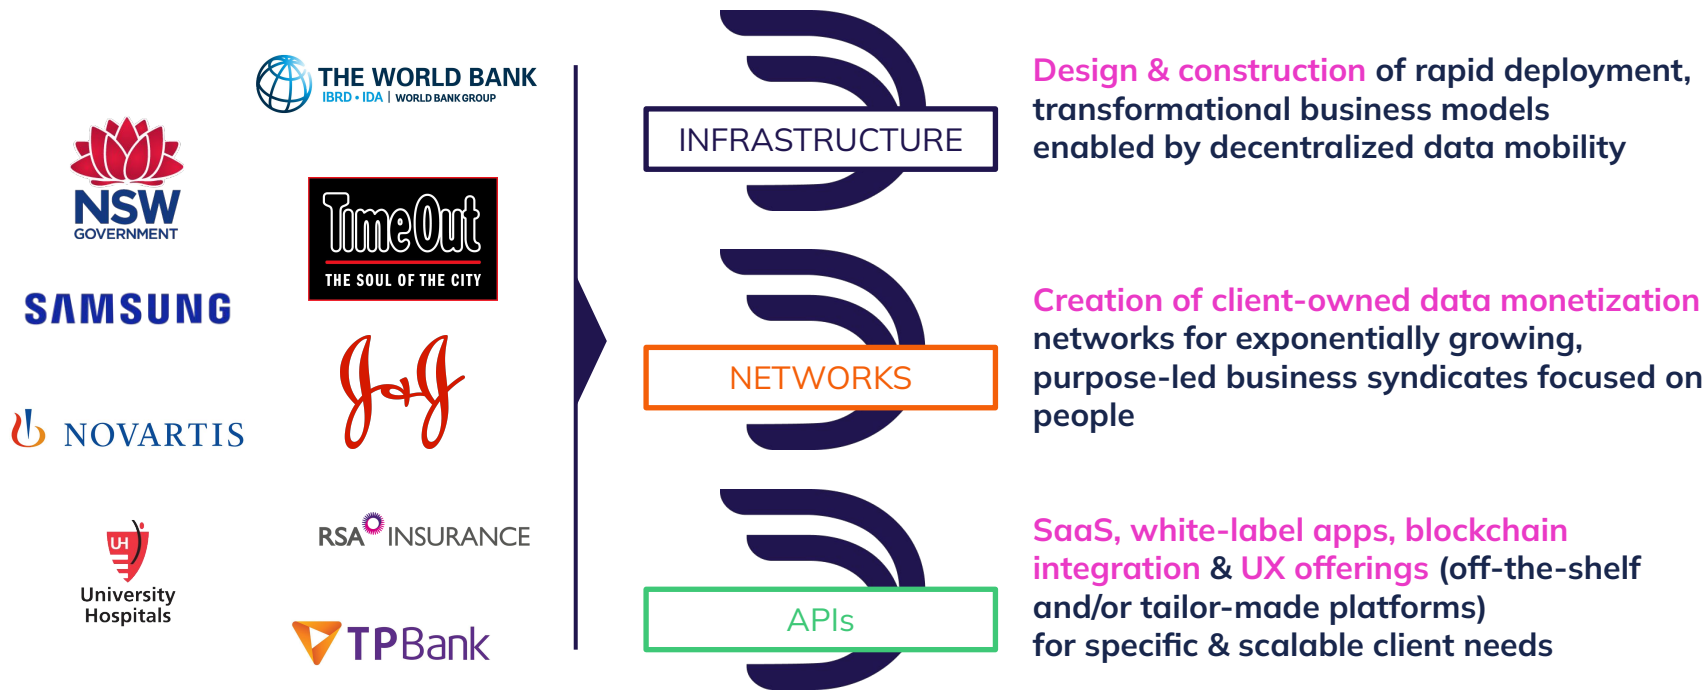 THE WORLD BANK
IBRD • IDA | WORLD BANK GROUP
NSW
GOVERNMENT
TimeOut
THE SOUL OF THE CITY
SAMSUNG
J&J
NOVARTIS
RSA INSURANCE
UH
University
Hospitals
TPBank
INFRASTRUCTURE
Design & construction of rapid deployment,
transformational business models
enabled by decentralized data mobility
NETWORKS
Creation of client-owned data monetization
networks for exponentially growing,
purpose-led business syndicates focused on
people
APIs
SaaS, white-label apps, blockchain
integration & UX offerings (off-the-shelf
and/or tailor-made platforms)
for specific & scalable client needs